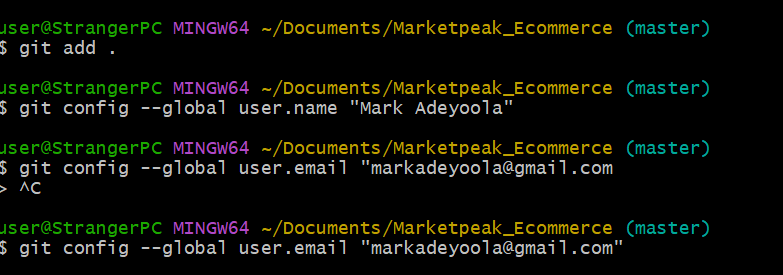 user@StrangerPC MINGW64 ~/Documents/Marketpeak_Ecommerce (master)
$ git add .
user@StrangerPC MINGW64 ~/Documents/Marketpeak_Ecommerce (master)
$ git config --global user.name "Mark Adeyoola"
user@StrangerPC MINGW64 ~/Documents/Marketpeak_Ecommerce (master)
$ git config --global user.email "markadeyoola@gmail.com
> ^C
user@StrangerPC MINGW64 ~/Documents/Marketpeak_Ecommerce (master)
$ git config --global user.email "markadeyoola@gmail.com"